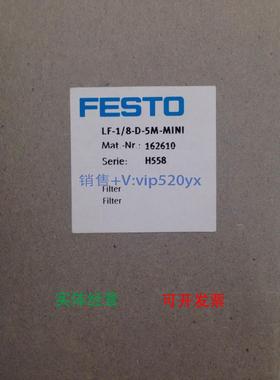 FESTO
LF-1/8-D-5M-MINI
Mat.-Nr.: 162610
Serie: H558
销售+V:vip520yx
Filter
Filter
实体经营 可开发票